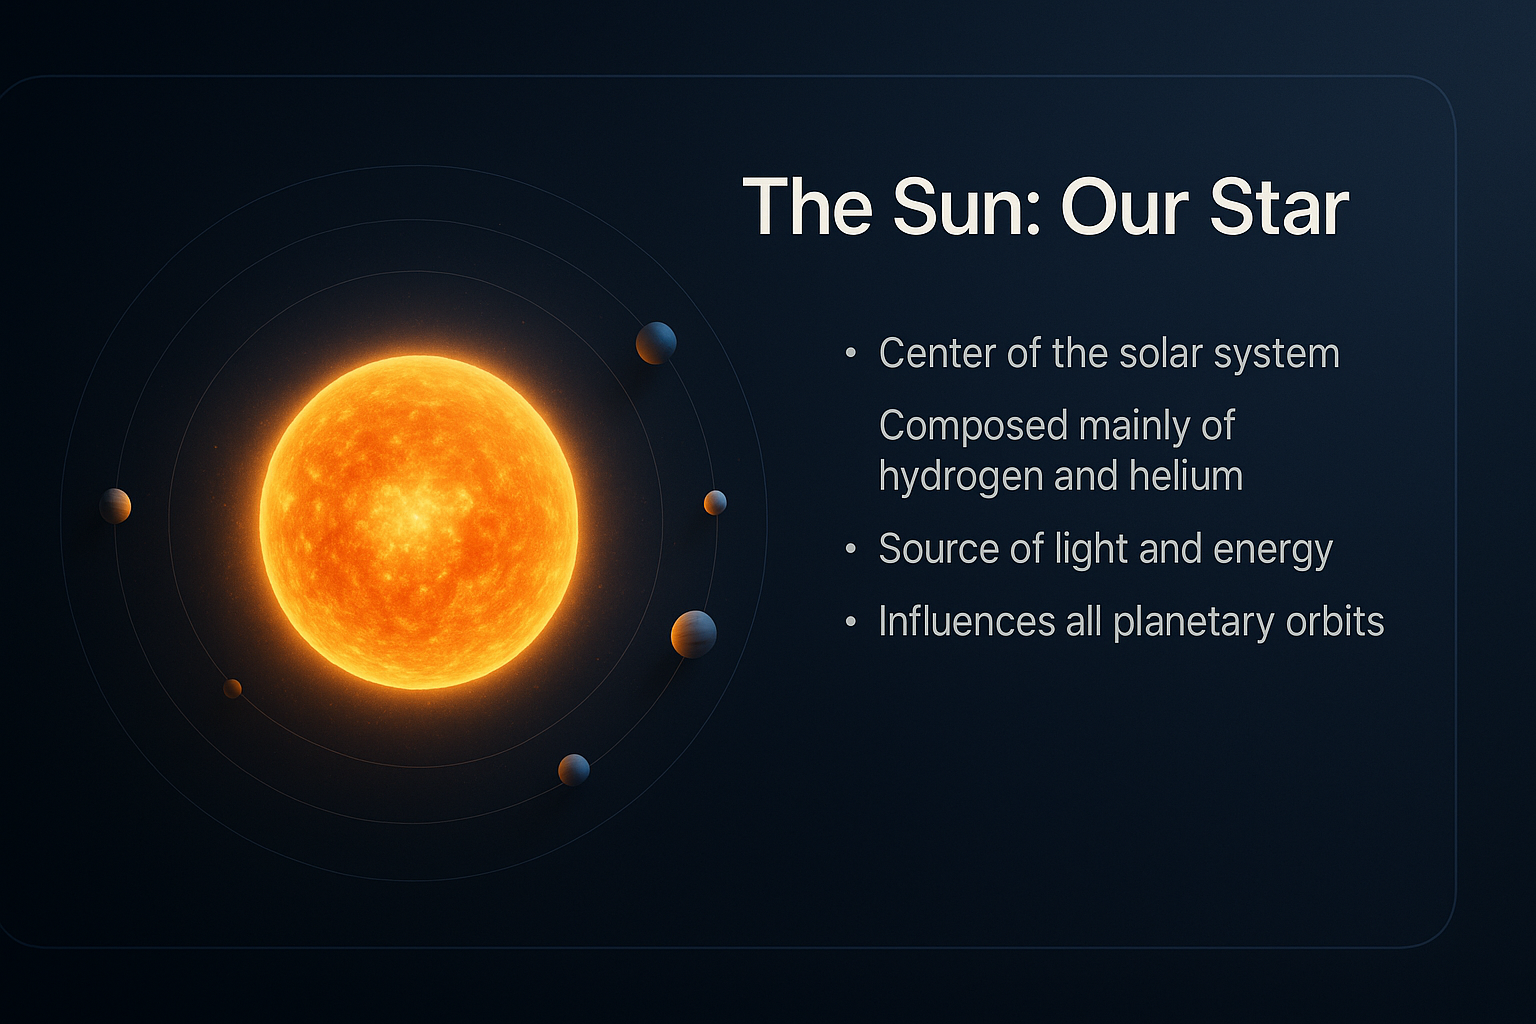 The Sun: Our Star
• Center of the solar system
Composed mainly of
hydrogen and helium
• Source of light and energy
• Influences all planetary orbits